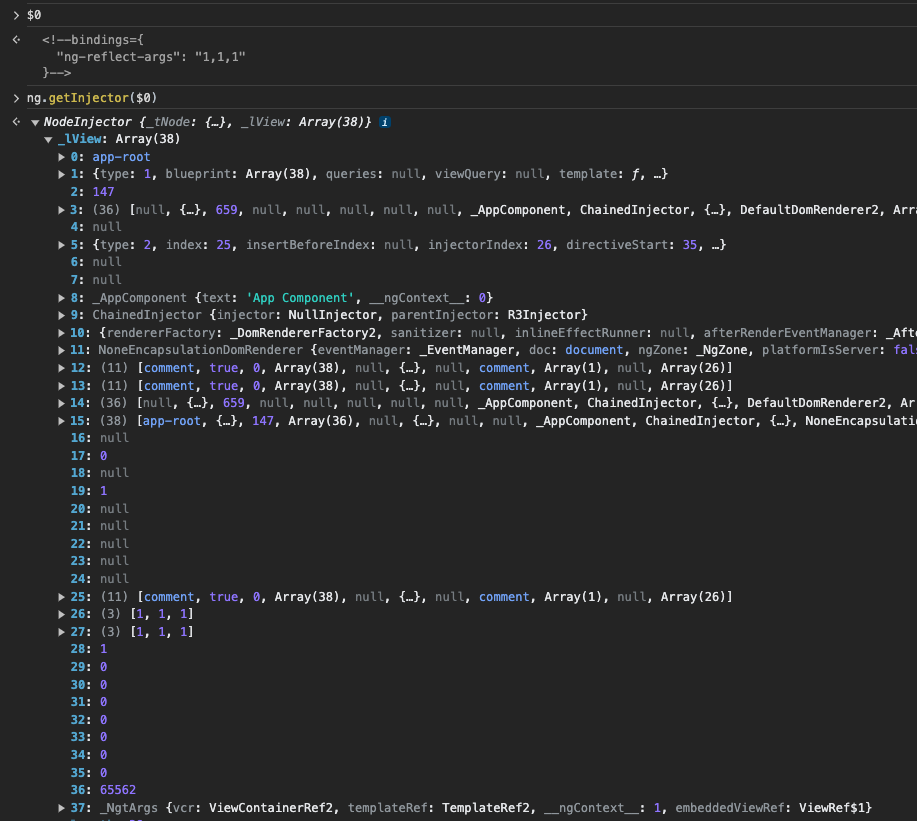 > $0
<!--bindings={
"ng-reflect-args": "1,1,1"
}-->
> ng.getInjector($0)
▼ NodeInjector {_tNode: {…}, _lView: Array(38)} i
▼ _lView: Array(38)
▶ 0: app-root
▶ 1: {type: 1, blueprint: Array(38), queries: null, viewQuery: null, template: ƒ, …}
2: 147
▶ 3: (36) [null, {…}, 659, null, null, null, null, null, _AppComponent, ChainedInjector, {…}, DefaultDomRenderer2, Arr
4: null
▶ 5: {type: 2, index: 25, insertBeforeIndex: null, injectorIndex: 26, directiveStart: 35, …}
6: null
7: null
▶ 8: _AppComponent {text: 'App Component', __ngContext__: 0}
▶ 9: ChainedInjector {injector: NullInjector, parentInjector: R3Injector}
▶ 10: {rendererFactory: _DomRendererFactory2, sanitizer: null, inlineEffectRunner: null, afterRenderEventManager: _Afte
▶ 11: NoneEncapsulationDomRenderer {eventManager: _EventManager, doc: document, ngZone: _NgZone, platformIsServer: fals
▶ 12: (11) [comment, true, 0, Array(38), null, {…}, null, comment, Array(1), null, Array(26)]
▶ 13: (11) [comment, true, 0, Array(38), null, {…}, null, comment, Array(1), null, Array(26)]
▶ 14: (36) [null, {…}, 659, null, null, null, null, null, _AppComponent, ChainedInjector, {…}, DefaultDomRenderer2, Ar
▶ 15: (38) [app-root, {…}, 147, Array(36), null, {…}, null, null, _AppComponent, ChainedInjector, {…}, NoneEncapsulatio
16: null
17: 0
18: null
19: 1
20: null
21: null
22: null
23: null
24: null
▶ 25: (11) [comment, true, 0, Array(38), null, {…}, null, comment, Array(1), null, Array(26)]
▶ 26: (3) [1, 1, 1]
▶ 27: (3) [1, 1, 1]
28: 1
29: 0
30: 0
31: 0
32: 0
33: 0
34: 0
35: 0
36: 65562
▶ 37: _NgtArgs {vcr: ViewContainerRef2, templateRef: TemplateRef2, __ngContext__: 1, embeddedViewRef: ViewRef$1}